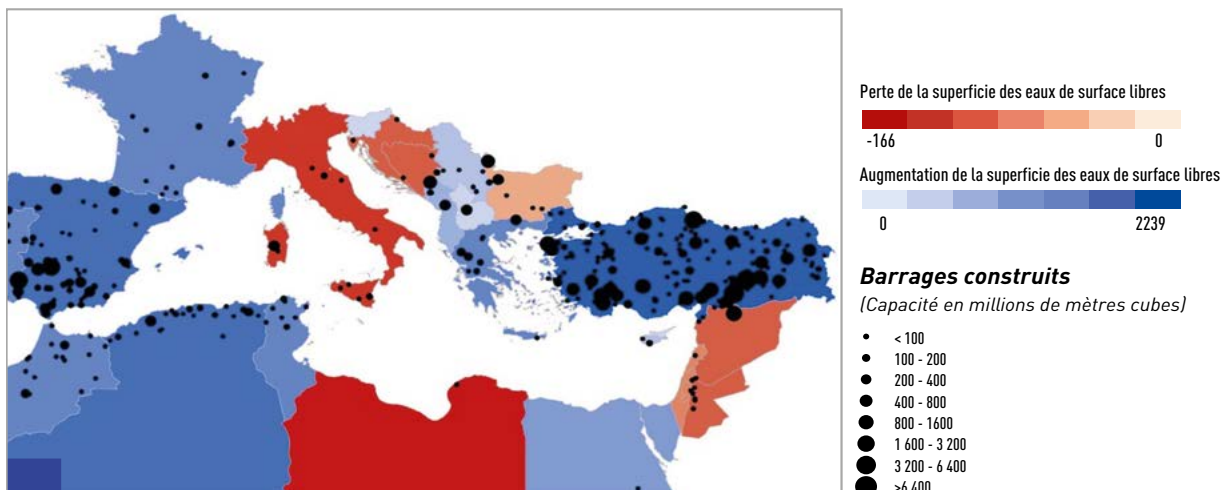 Perte de la superficie des eaux de surface libres
-166 0
Augmentation de la superficie des eaux de surface libres
0 2239
Barrages construits
(Capacité en millions de mètres cubes)
< 100
100 - 200
200 - 400
400 - 800
800 - 1600
1 600 - 3 200
3 200 - 6 400
>6 400